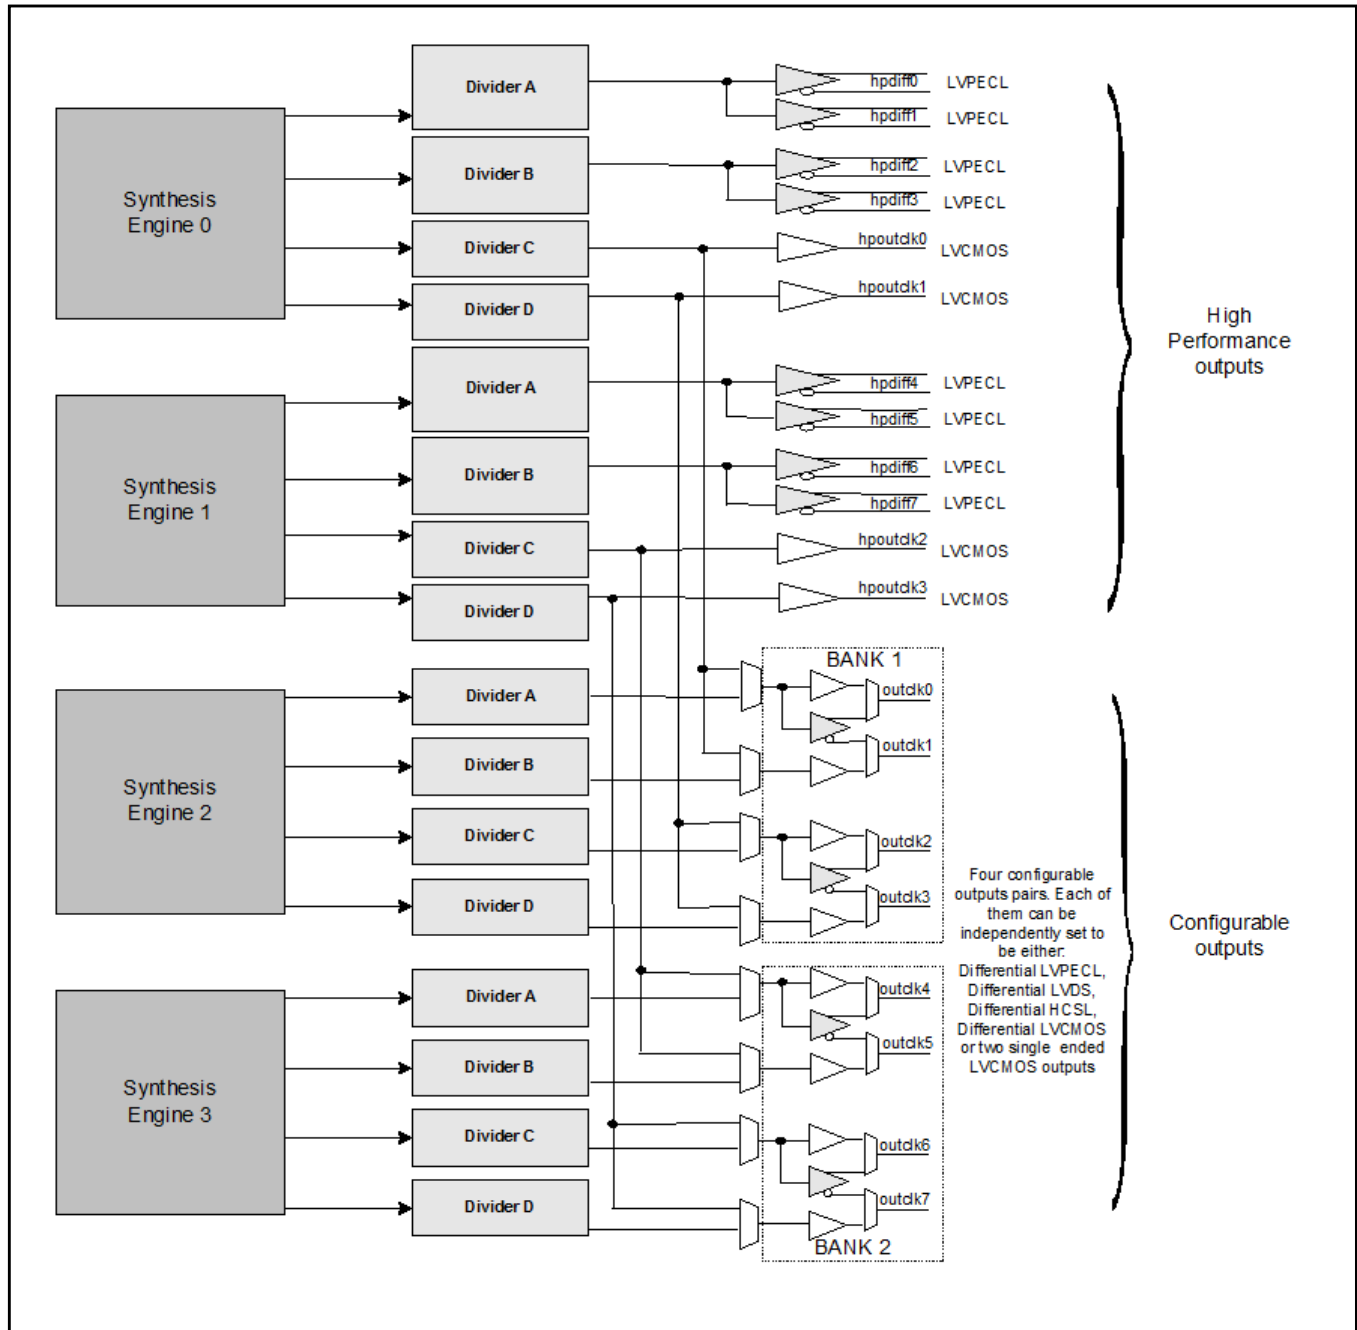 Synthesis
Engine 0
Divider A
Divider B
Divider C
Divider D
hpdiff0 LVPECL
hpdiff1 LVPECL
hpdiff2 LVPECL
hpdiff3 LVPECL
hpoutclk0 LVCMOS
hpoutclk1 LVCMOS
Synthesis
Engine 1
Divider A
Divider B
Divider C
Divider D
hpdiff4 LVPECL
hpdiff5 LVPECL
hpdiff6 LVPECL
hpdiff7 LVPECL
hpoutclk2 LVCMOS
hpoutclk3 LVCMOS
High
Performance
outputs
Synthesis
Engine 2
Divider A
Divider B
Divider C
Divider D
BANK 1
outclk0
outclk1
outclk2
outclk3
Synthesis
Engine 3
Divider A
Divider B
Divider C
Divider D
outclk4
outclk5
outclk6
outclk7
BANK 2
Four configurable
outputs pairs. Each of
them can be
independently set to
be either:
Differential LVPECL,
Differential LVDS,
Differential HCSL,
Differential LVCMOS
or two single ended
LVCMOS outputs
Configurable
outputs